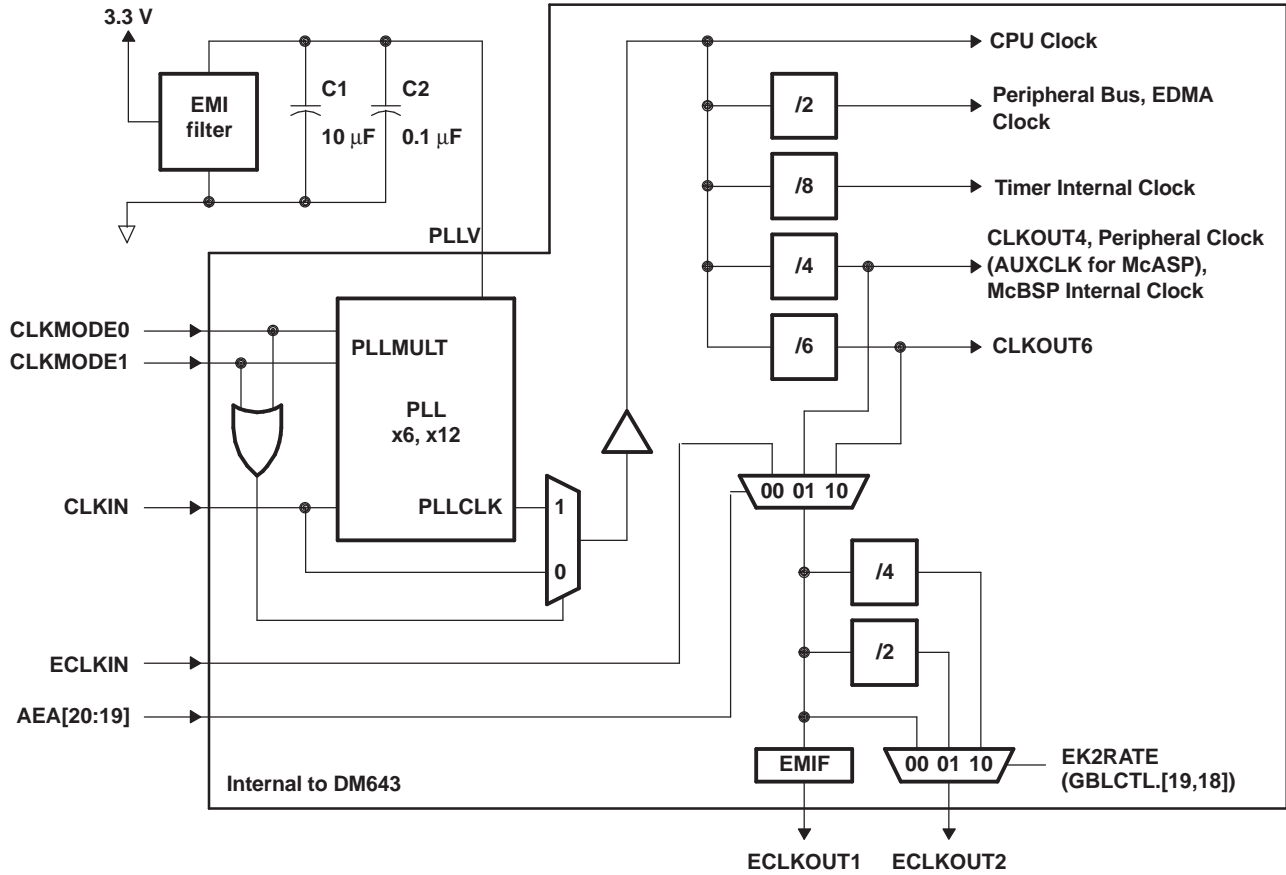 3.3 V
EMI
filter
C1
10 μF
C2
0.1 μF
PLLV
CPU Clock
/2
Peripheral Bus, EDMA
Clock
/8
Timer Internal Clock
/4
CLKOUT4, Peripheral Clock
(AUXCLK for McASP),
McBSP Internal Clock
/6
CLKOUT6
CLKMODE0
CLKMODE1
PLLMULT
PLL
x6, x12
CLKIN
PLLCLK
1
0
00 01 10
/4
/2
ECLKIN
AEA[20:19]
EMIF
00 01 10
EK2RATE
(GBLCTL.[19,18])
Internal to DM643
ECLKOUT1
ECLKOUT2